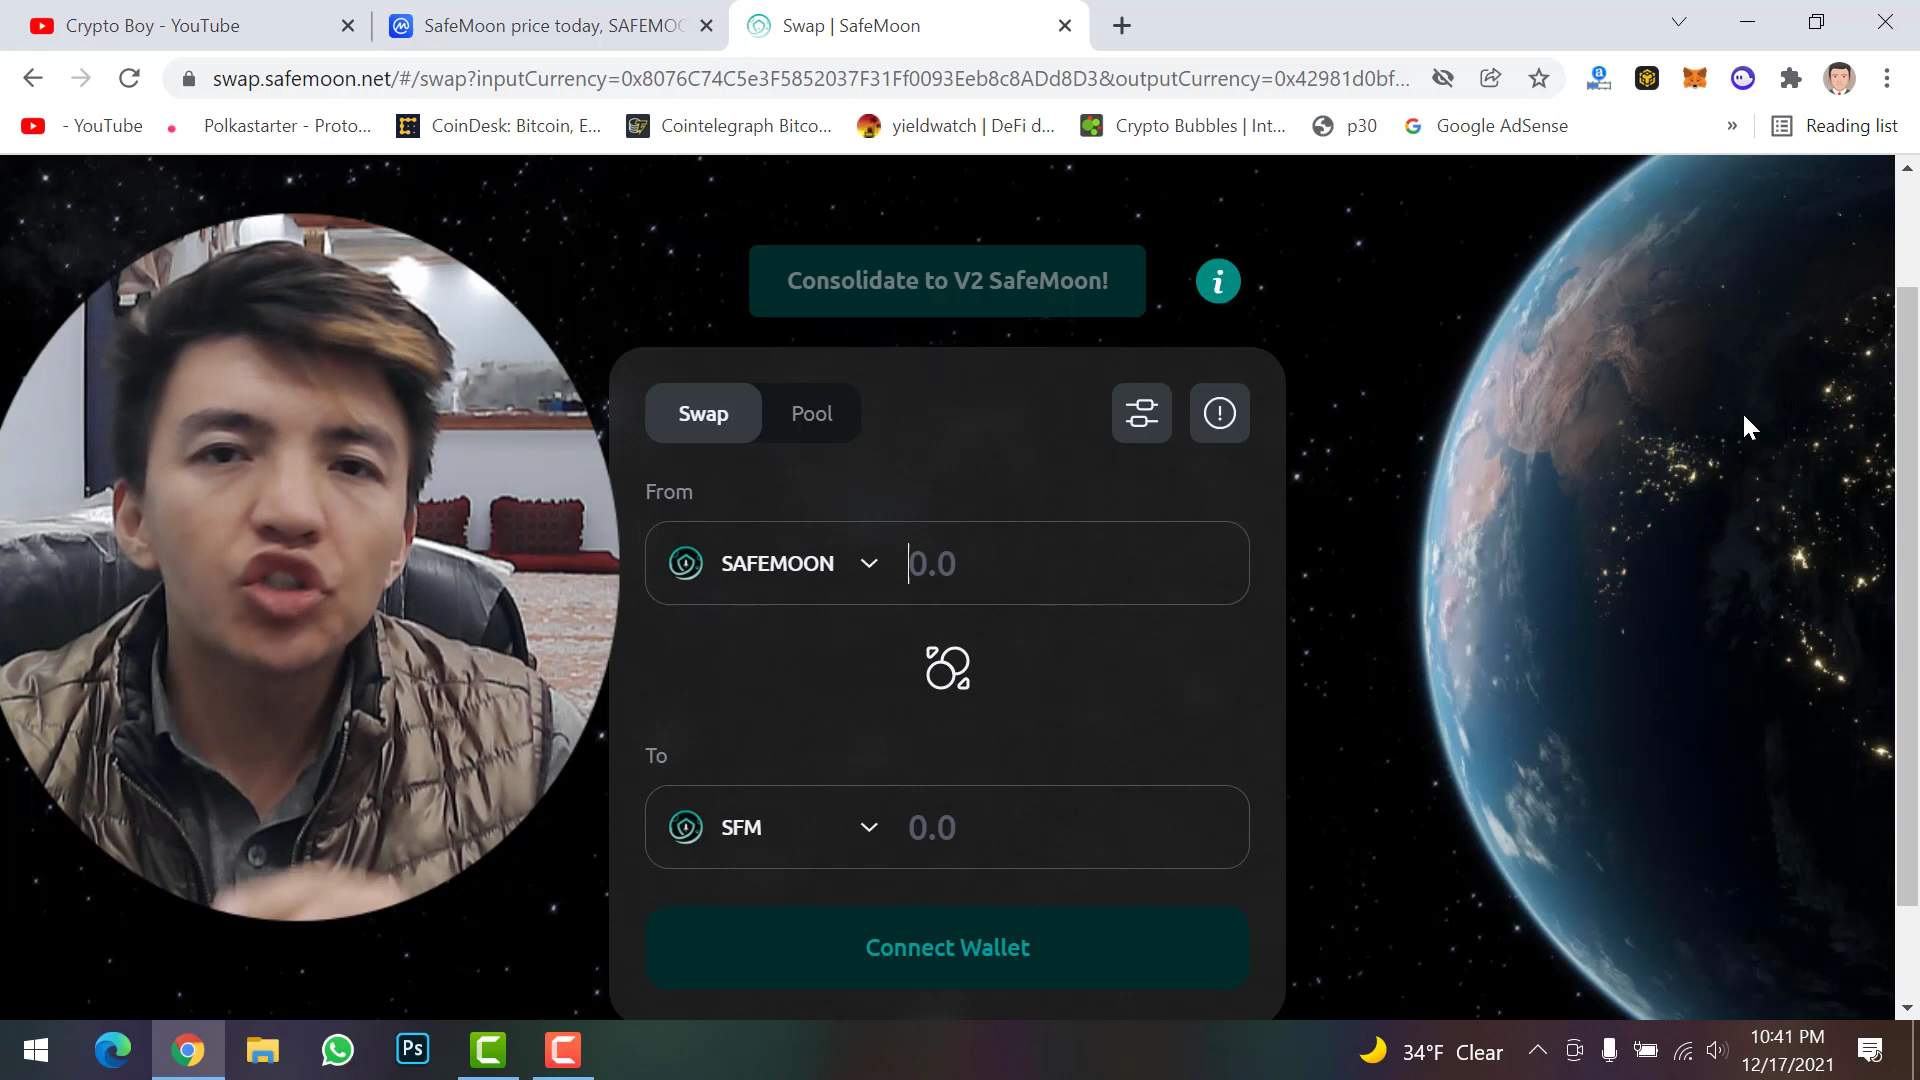 Crypto Boy - YouTube
SafeMoon price today, SAFEMOO
Swap | SafeMoon
swap.safemoon.net/#/swap?inputCurrency=0x8076C74C5e3F5852037F31Ff0093Eeb8c8ADd8D3&outputCurrency=0x42981d0bf...
- YouTube
Polkastarter - Proto...
CoinDesk: Bitcoin, E...
Cointelegraph Bitco...
yieldwatch | DeFi d...
Crypto Bubbles | Int...
p30
Google AdSense
»
Reading list
Consolidate to V2 SafeMoon!
i
Swap
Pool
From
SAFEMOON
0.0
To
SFM
0.0
Connect Wallet
Ps
34°F Clear
10:41 PM
12/17/2021